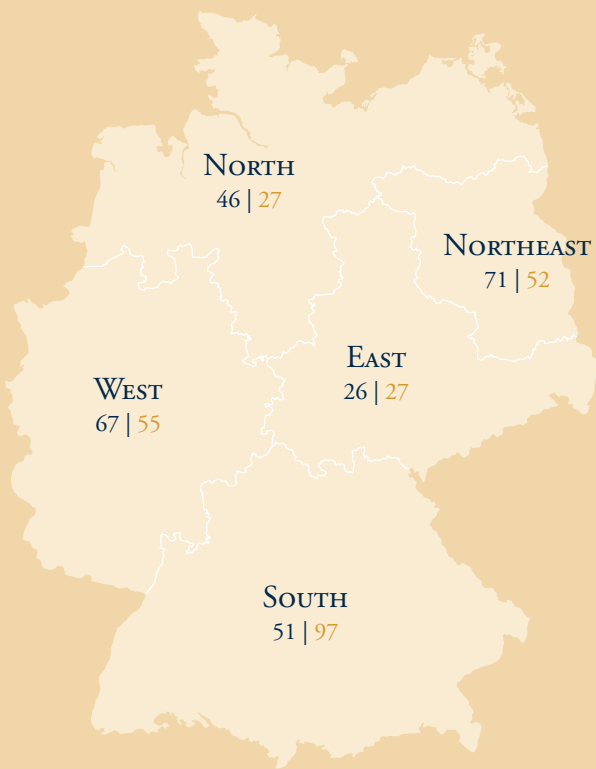 North
46 | 27
Northeast
71 | 52
East
26 | 27
West
67 | 55
South
51 | 97